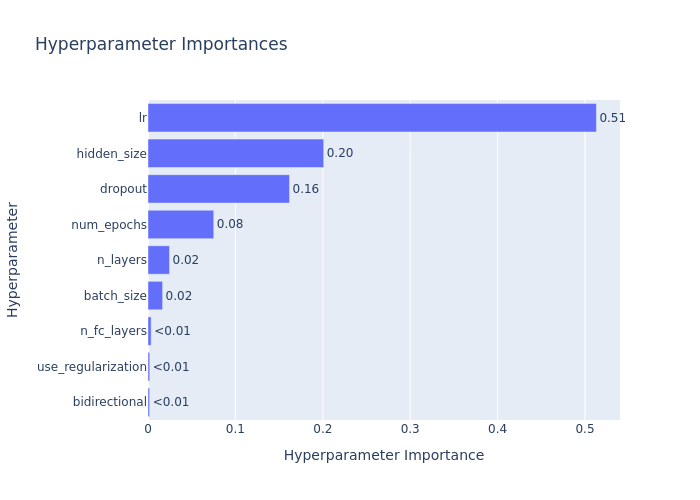 Hyperparameter Importances
Hyperparameter
lr 0.51
hidden_size 0.20
dropout 0.16
num_epochs 0.08
n_layers 0.02
batch_size 0.02
n_fc_layers <0.01
use_regularization <0.01
bidirectional <0.01
0 0.1 0.2 0.3 0.4 0.5
Hyperparameter Importance